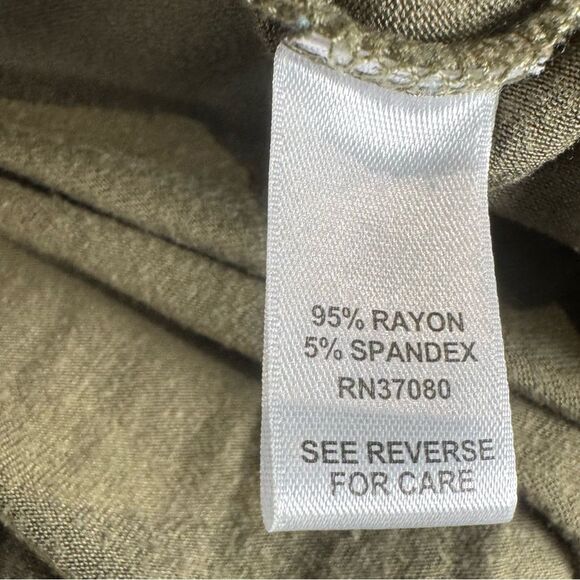 95% RAYON
5% SPANDEX
RN37080
SEE REVERSE
FOR CARE